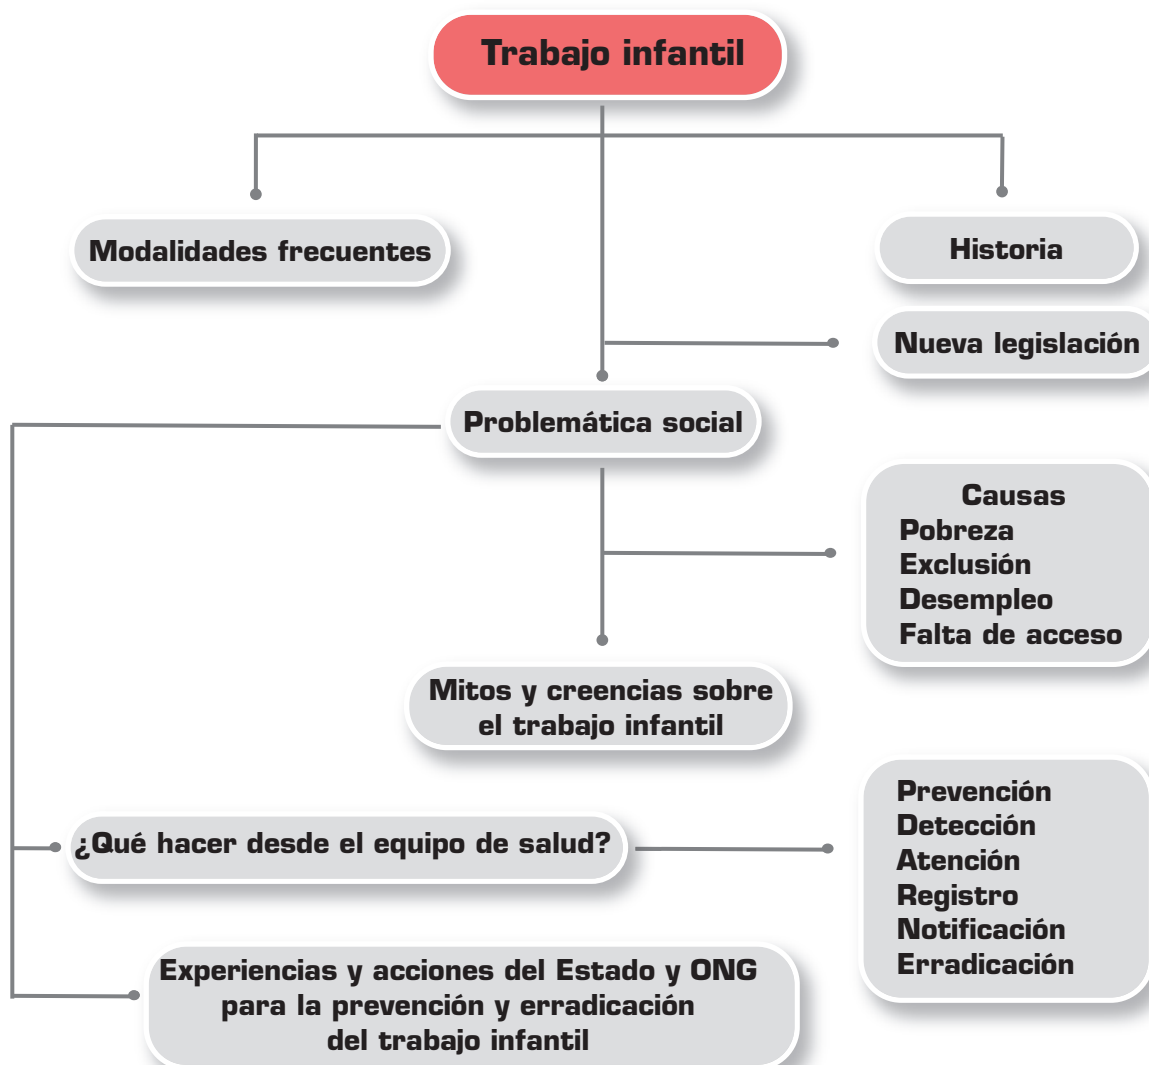 Trabajo infantil
Modalidades frecuentes
Historia
Nueva legislación
Problemática social
Causas
Pobreza
Exclusión
Desempleo
Falta de acceso
Mitos y creencias sobre
el trabajo infantil
¿Qué hacer desde el equipo de salud?
Prevención
Detección
Atención
Registro
Notificación
Erradicación
Experiencias y acciones del Estado y ONG
para la prevención y erradicación
del trabajo infantil